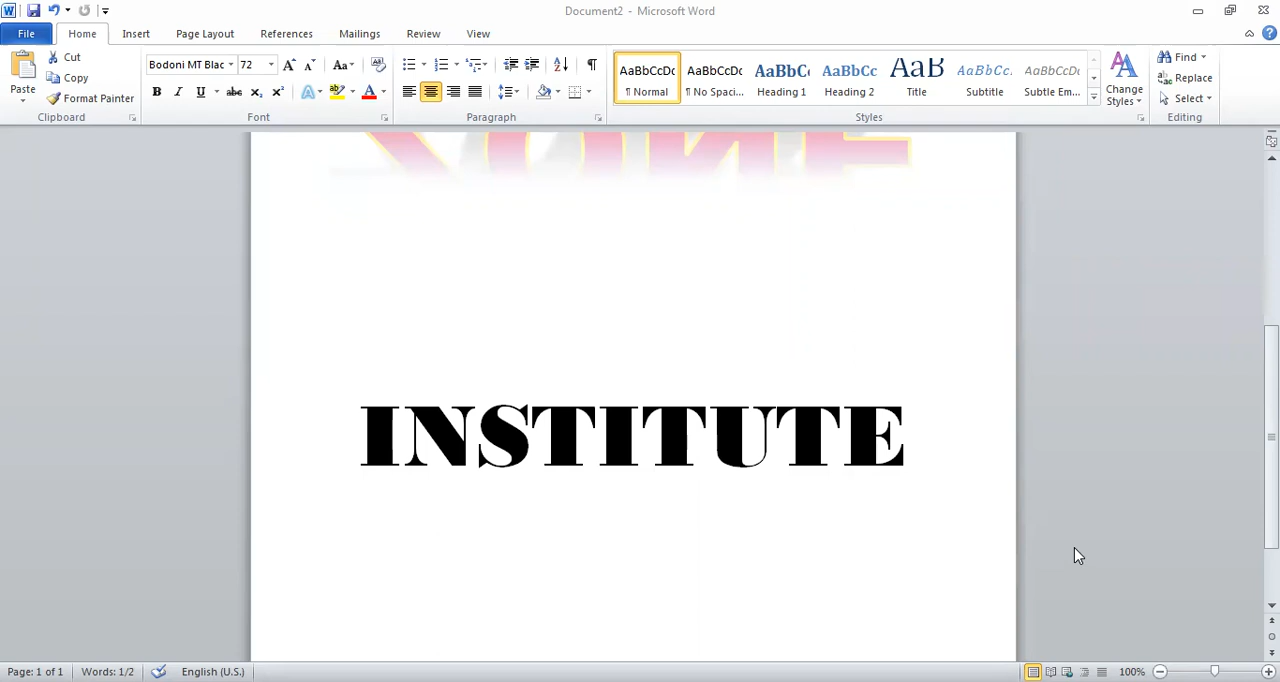 Document2 - Microsoft Word
File Home Insert Page Layout References Mailings Review View
Paste
Cut
Copy
Format Painter
Clipboard
Bodoni MT Blac 72
Font
Paragraph
AaBbCcDc AaBbCcDc AaBbCc AaBbCc AaB AaBbCc. AaBbCcDc
¶ Normal ¶ No Spaci... Heading 1 Heading 2 Title Subtitle Subtle Em...
Change Styles
Styles
Find
Replace
Select
Editing
INSTITUTE
Page: 1 of 1 Words: 1/2 English (U.S.) 100%